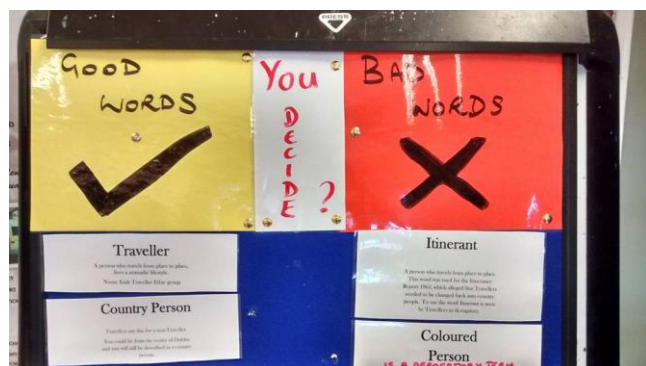 GOOD
WORDS
You
DECIDE
?
BAD
WORDS
Traveller
A person who travels from place to place,
lives a nomadic lifestyle.
Name Irish Traveller Ethic group
Country Person
Travellers use this for a non-Traveller
You could be from the centre of Dublin
and you will still be described as a country
person.
Itinerant
A person who travels from place to place.
This word was used for the Itinerancy
Report 1963, which alleged that Travellers
needed to be changed back into country
people. To use the word Itinerant is seen
by Travellers as derogatory.
Coloured
Person
IS A DEROGATORY TERM